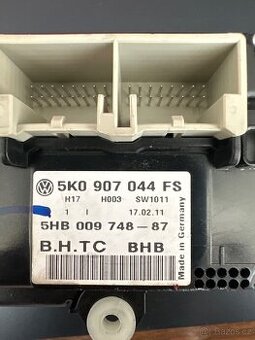 5K0 907 044 FS
H17 H003 SW1011
1 I 17.02.11
5HB 009 748-87
B.H.TC BHB
Made in Germany